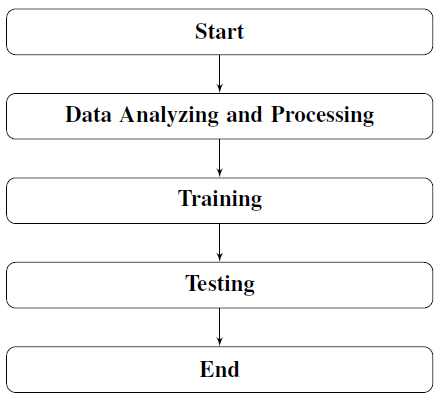 Start
Data Analyzing and Processing
Training
Testing
End